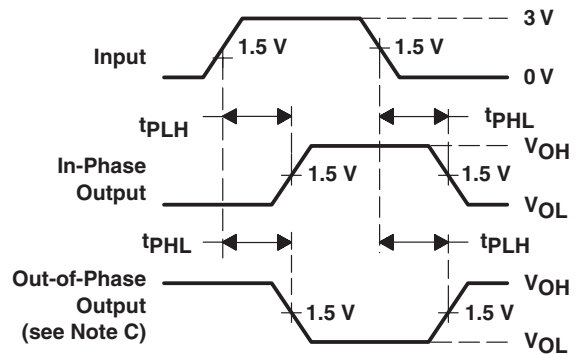 3 V
Input
1.5 V
1.5 V
0 V
tPLH
tPHL
In-Phase
Output
VOH
1.5 V
1.5 V
VOL
tPHL
tPLH
Out-of-Phase
Output
(see Note C)
VOH
1.5 V
1.5 V
VOL